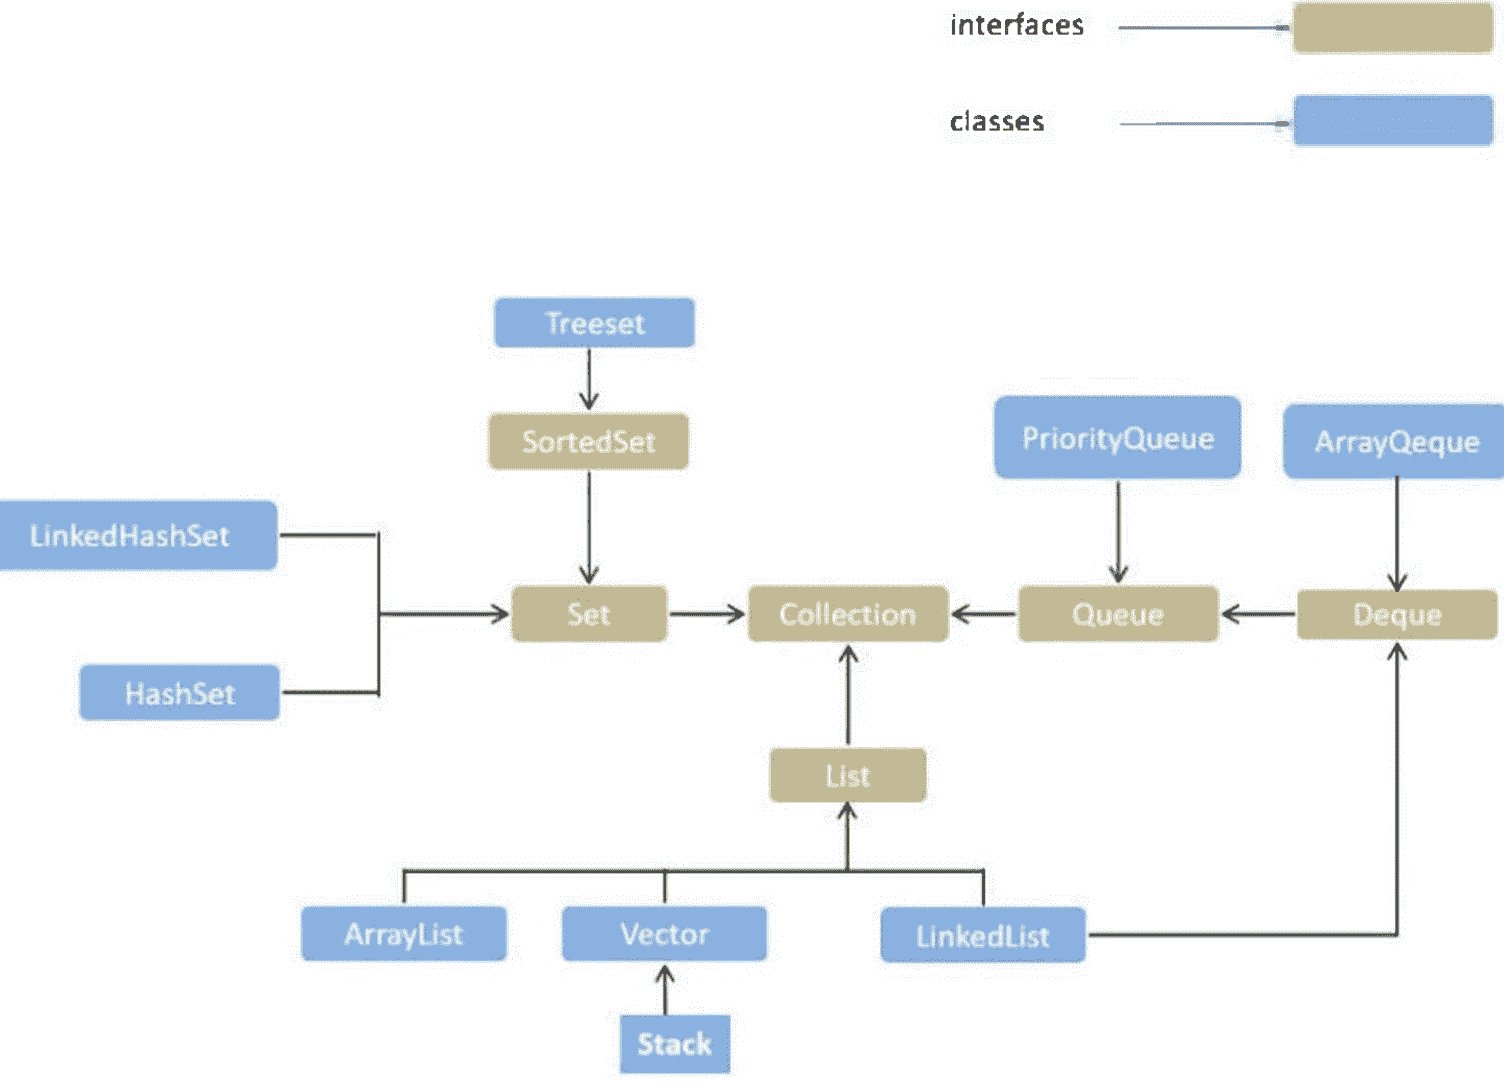 interfaces
classes
Treeset
SortedSet
PriorityQueue
ArrayQeque
LinkedHashSet
Set
Collection
Queue
Deque
HashSet
List
ArrayList
Vector
LinkedList
Stack